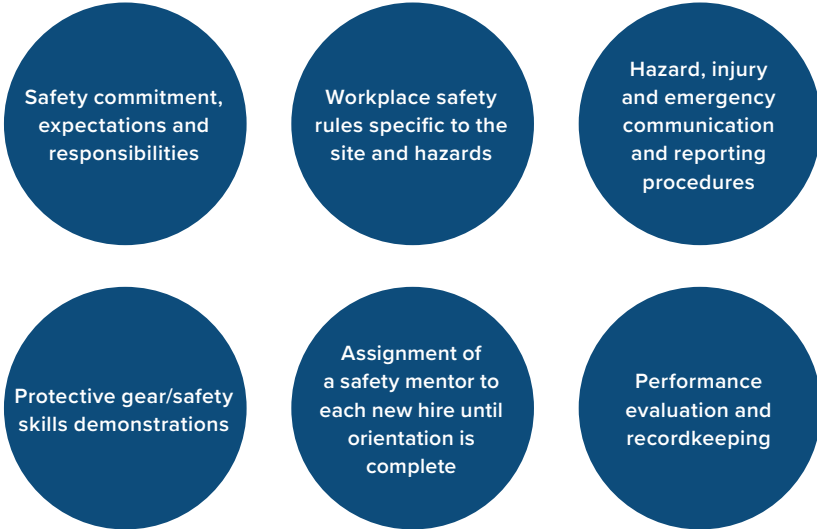 Safety commitment,
expectations and
responsibilities
Workplace safety
rules specific to the
site and hazards
Hazard, injury
and emergency
communication
and reporting
procedures
Protective gear/safety
skills demonstrations
Assignment of
a safety mentor to
each new hire until
orientation is
complete
Performance
evaluation and
recordkeeping